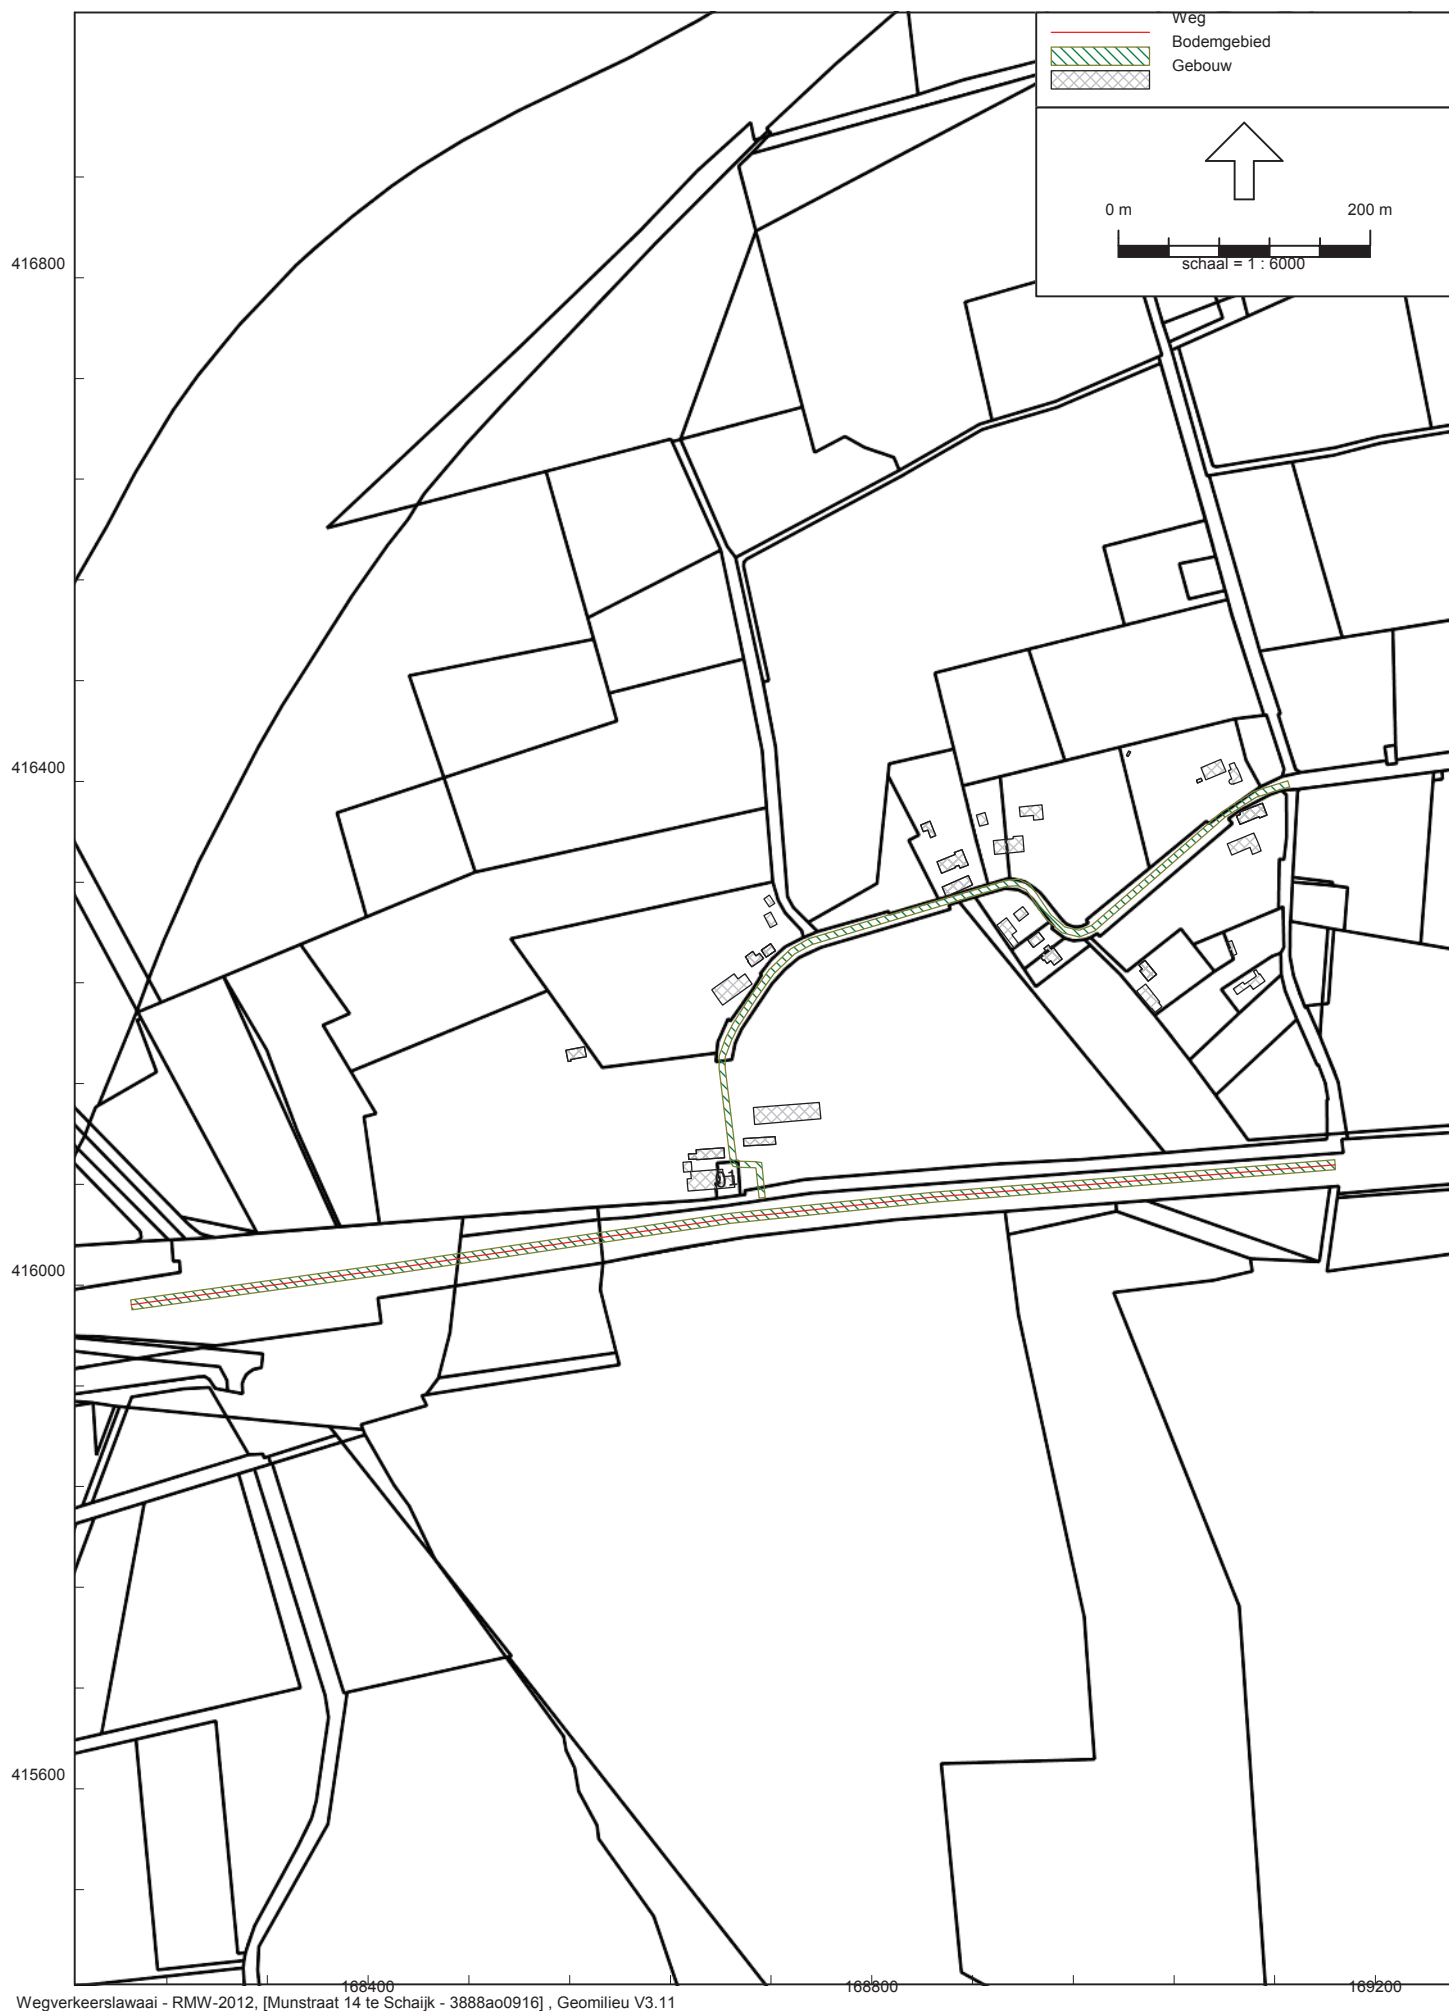 Weg
Bodemgebied
Gebouw
0 m 200 m
schaal = 1 : 6000
416800
416400
01
416000
415600
168400 168800 169200
Wegverkeerslawaai - RMW-2012, [Munstraat 14 te Schaijk - 3888ao0916] , Geomilieu V3.11